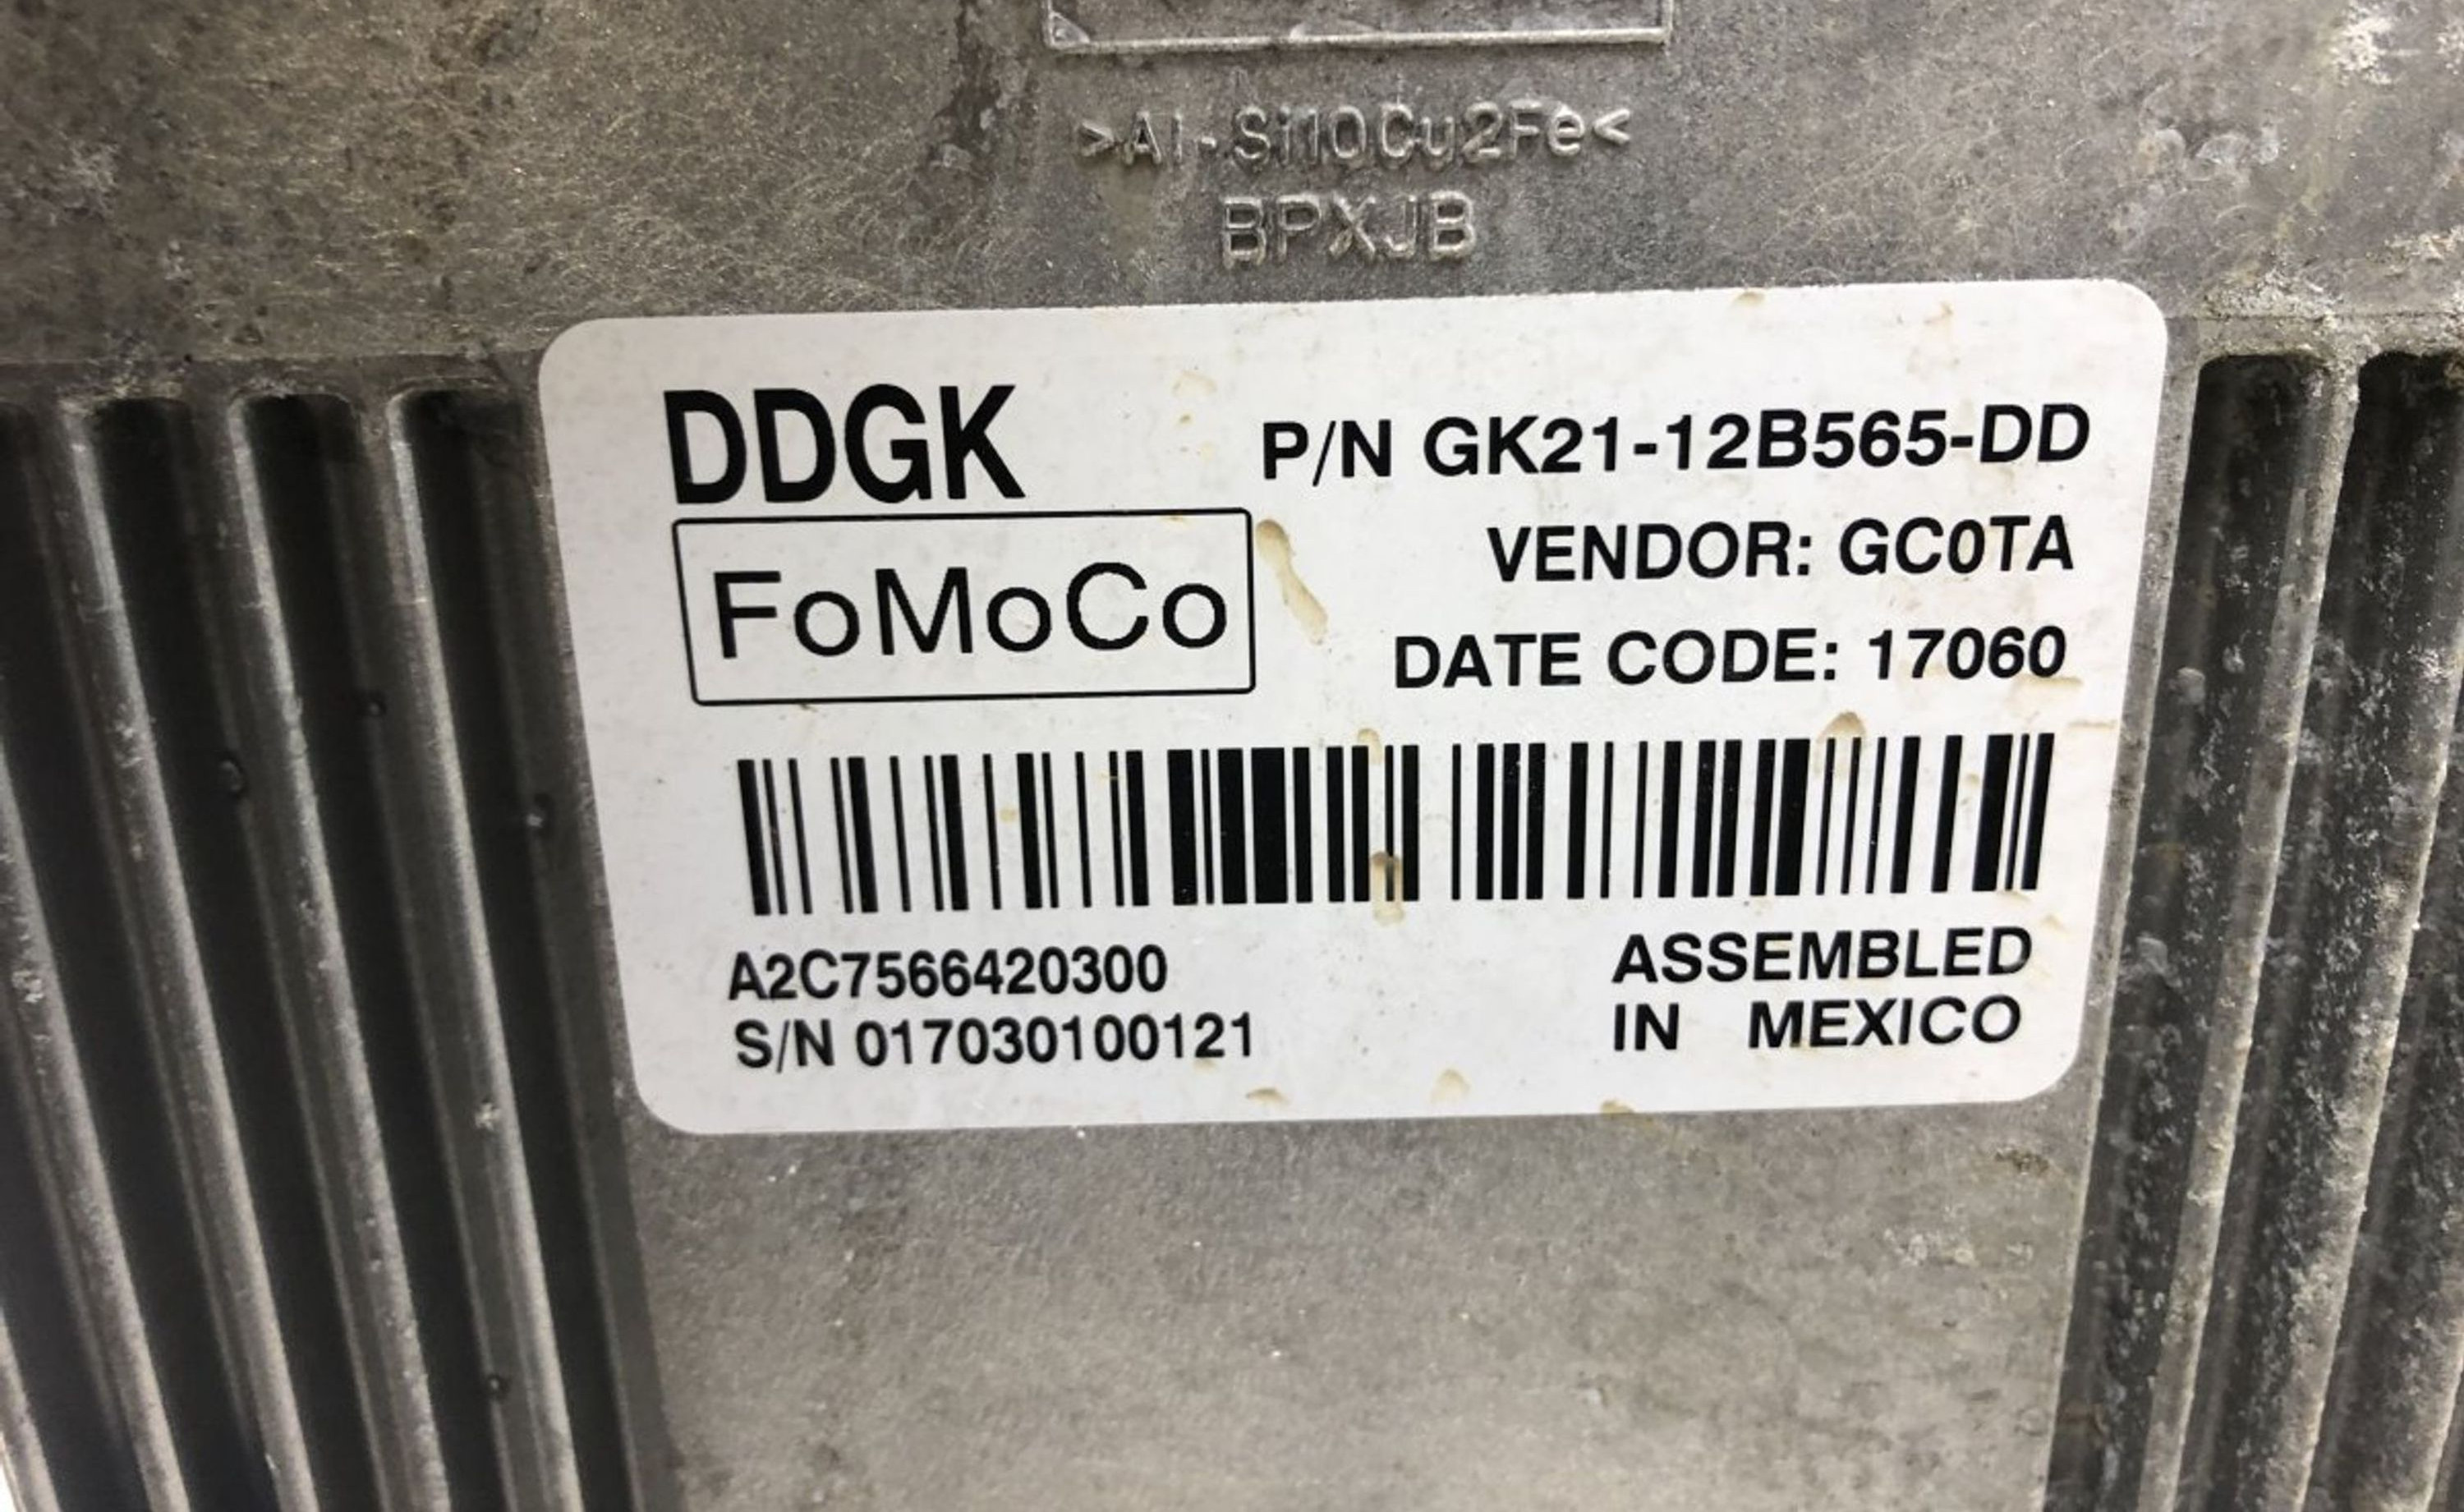 >Al-Si10Cu2Fe<
BPXJB
DDGK
P/N GK21-12B565-DD
FoMoCo
VENDOR: GC0TA
DATE CODE: 17060
A2C7566420300
S/N 017030100121
ASSEMBLED
IN MEXICO